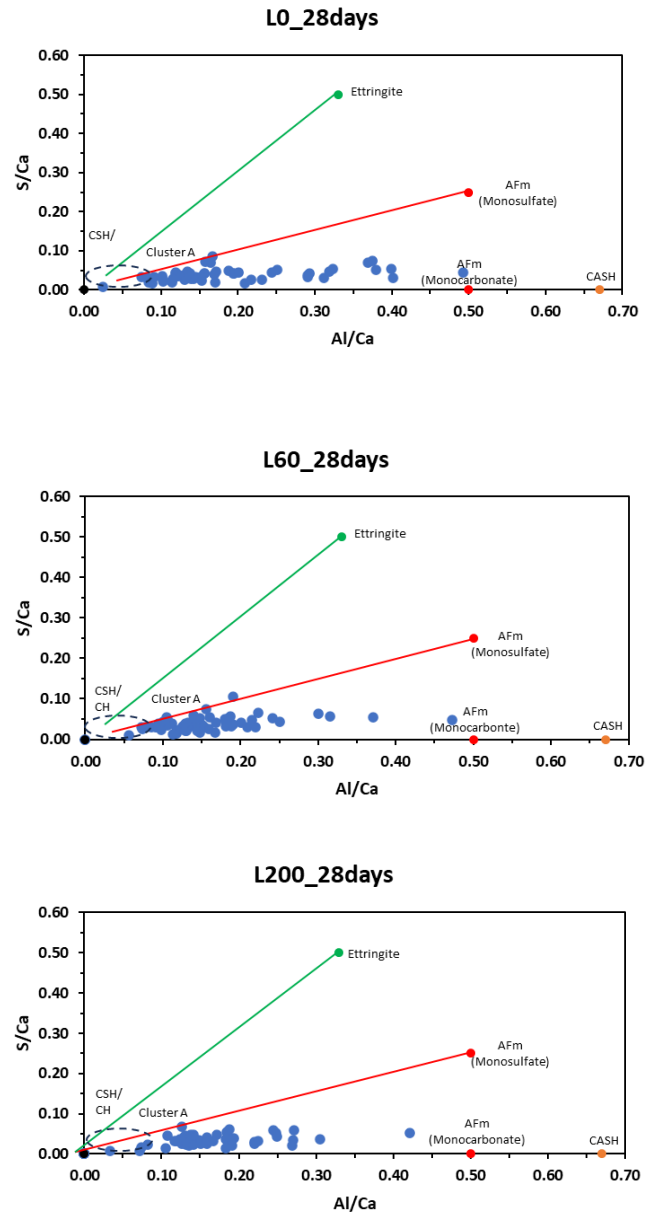 L0_28days
0.60
0.50
Ettringite
0.40
S/Ca
0.30
AFm
(Monosulfate)
0.20
CSH/
Cluster A
0.10
AFm
(Monocarbonate)
CASH
0.00
0.00 0.10 0.20 0.30 0.40 0.50 0.60 0.70
Al/Ca
L60_28days
0.60
0.50
Ettringite
0.40
S/Ca
0.30
AFm
(Monosulfate)
0.20
CSH/
CH
Cluster A
0.10
AFm
(Monocarbonte)
CASH
0.00
0.00 0.10 0.20 0.30 0.40 0.50 0.60 0.70
Al/Ca
L200_28days
0.60
0.50
Ettringite
0.40
S/Ca
0.30
AFm
(Monosulfate)
0.20
CSH/
CH
Cluster A
0.10
AFm
(Monocarbonate)
CASH
0.00
0.00 0.10 0.20 0.30 0.40 0.50 0.60 0.70
Al/Ca